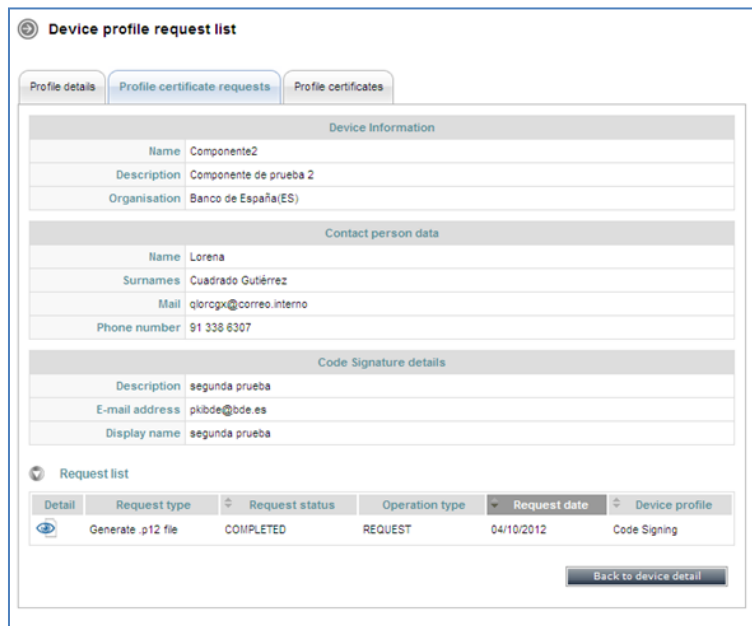 Device profile request list
Profile details Profile certificate requests Profile certificates
Device Information
Name Componente2
Description Componente de prueba 2
Organisation Banco de España(ES)
Contact person data
Name Lorena
Surnames Cuadrado Gutiérrez
Mail qlorcgx@correo.interno
Phone number 91 338 6307
Code Signature details
Description segunda prueba
E-mail address pkibde@bde.es
Display name segunda prueba
Request list
Detail Request type Request status Operation type Request date Device profile
Generate .p12 file COMPLETED REQUEST 04/10/2012 Code Signing
Back to device detail